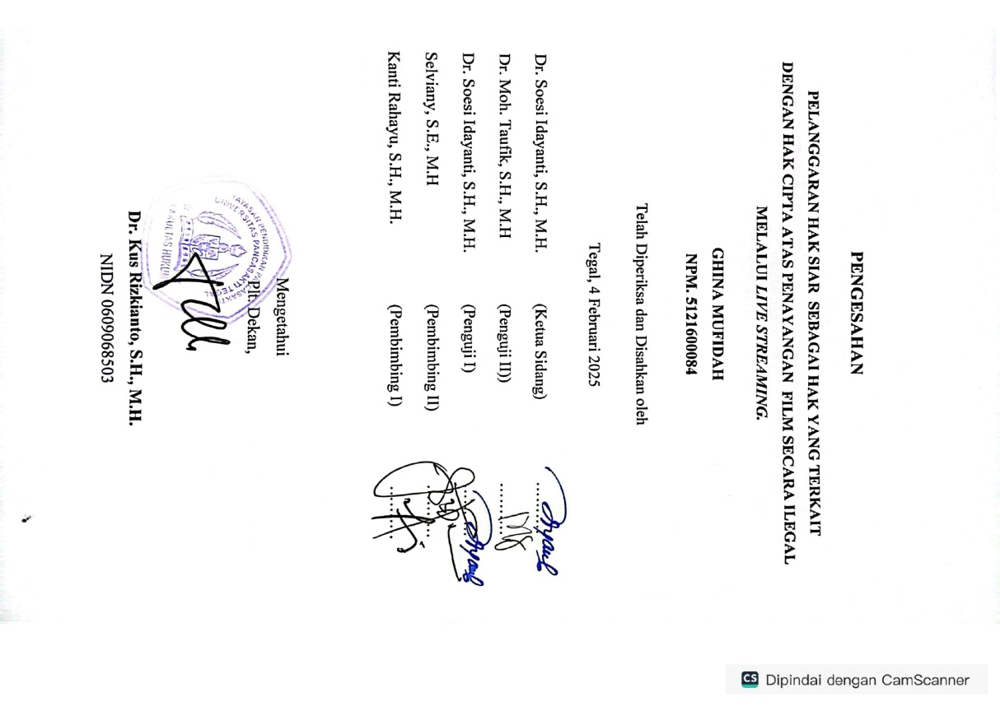 PENGESAHAN
PELANGGARAN HAK SIAR SEBAGAI HAK YANG TERKAIT
DENGAN HAK CIPTA ATAS PENAYANGAN FILM SECARA ILEGAL
MELALUI LIVE STREAMING.
GHINA MUFIDAH
NPM. 5121600084
Telah Diperiksa dan Disahkan oleh
Tegal, 4 Februari 2025
Dr. Soesi Idayanti, S.H., M.H. (Ketua Sidang)
Dr. Moh. Taufik, S.H., M.H (Penguji II))
Dr. Soesi Idayanti, S.H., M.H. (Penguji I)
Selviany, S.E., M.H (Pembimbing II)
Kanti Rahayu, S.H., M.H. (Pembimbing I)
Mengetahui
Plt. Dekan,
YAYASAN PENDIDIKAN PANCASAKTI
UNIVERSITAS PANCASAKTI TEGAL
FAKULTAS HUKUM
Dr. Kus Rizkianto, S.H., M.H.
NIDN 0609068503
CS Dipindai dengan CamScanner